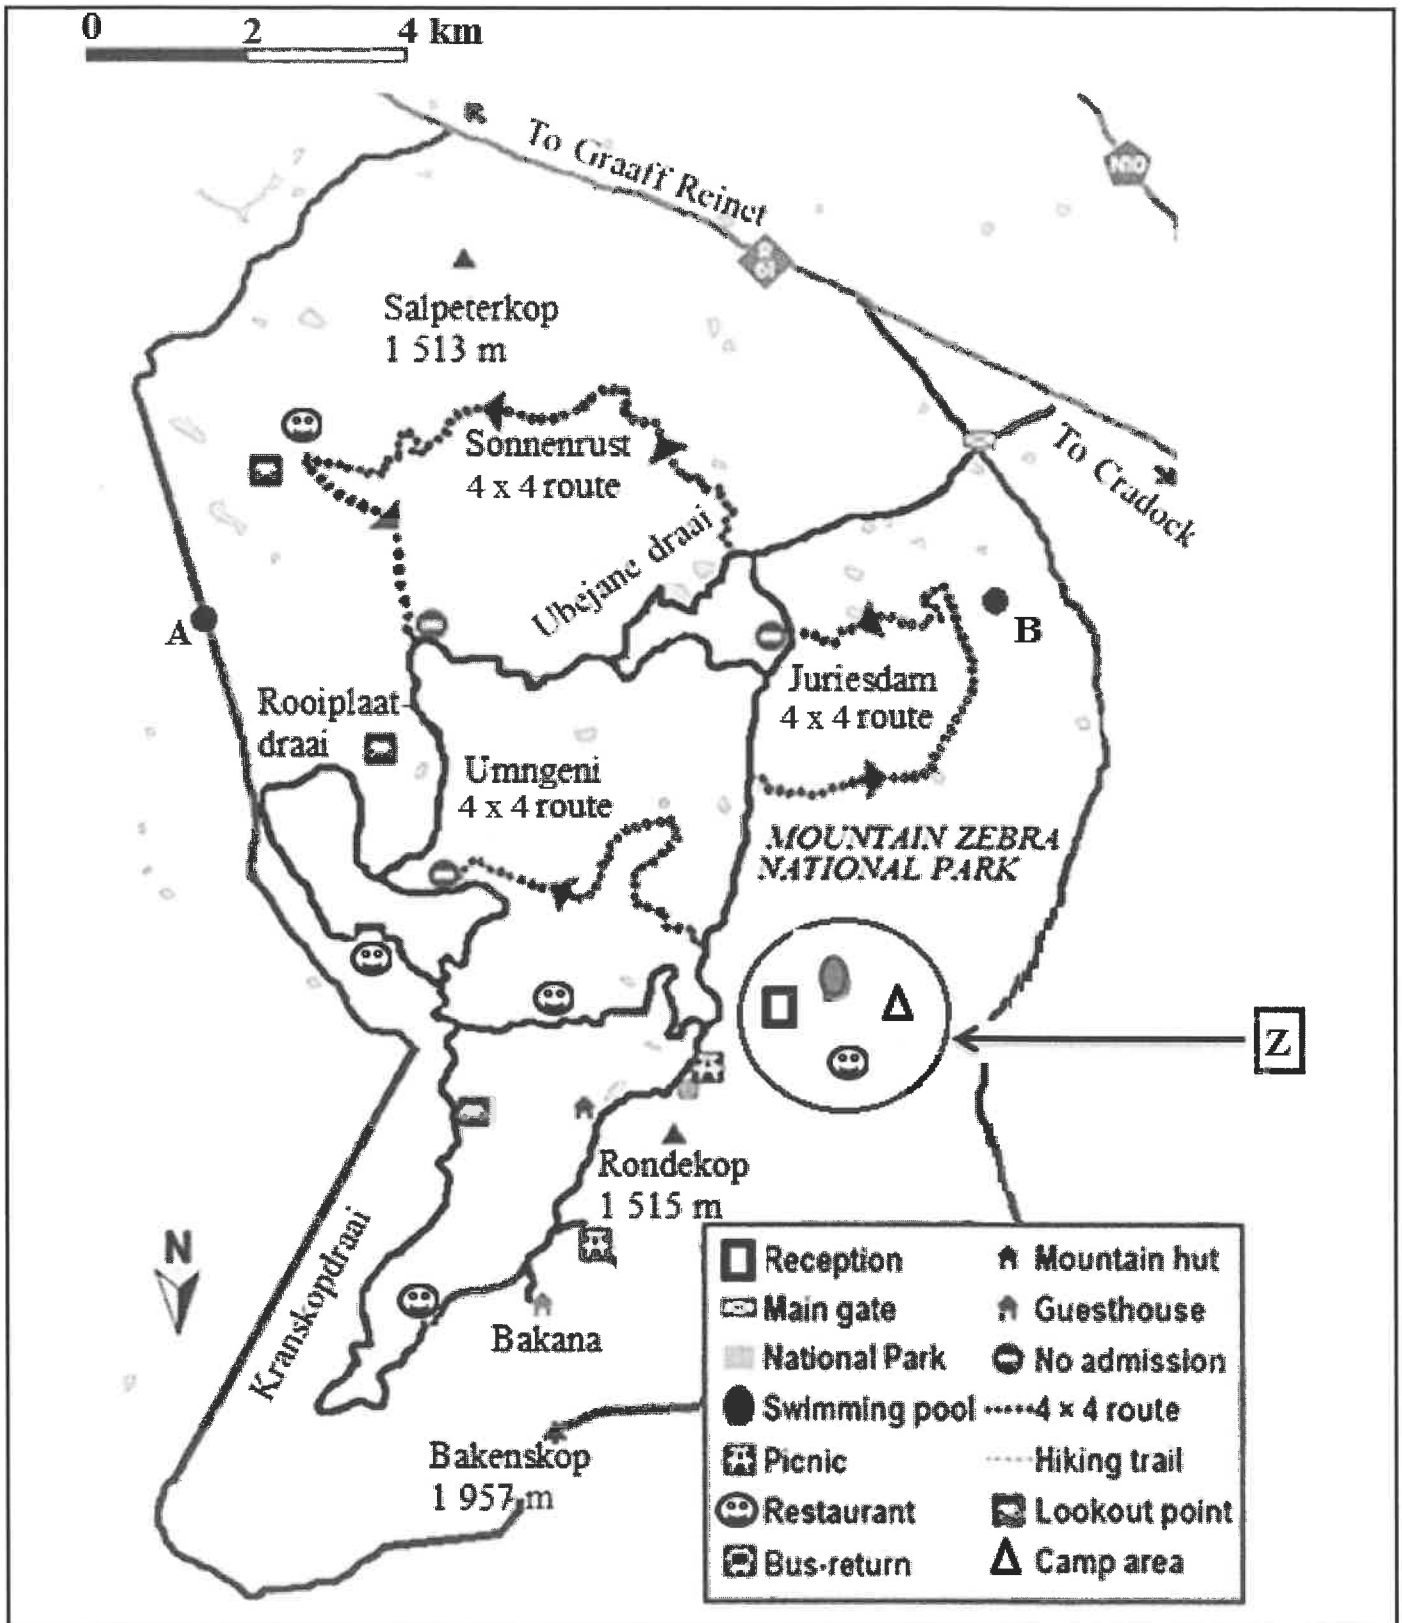 0 2 4 km
To Graaff Reinet
N10
R
61
Salpeterkop
1 513 m
Sonnenrust
4 x 4 route
To Cradock
Ubejane draai
A
B
Juriesdam
4 x 4 route
Rooiplaat-
draai
Umngeni
4 x 4 route
MOUNTAIN ZEBRA
NATIONAL PARK
Z
Rondekop
1 515 m
N
Kranskopdraai
Bakana
Bakenskop
1 957 m
Reception
Main gate
National Park
Swimming pool
Picnic
Restaurant
Bus-return
Mountain hut
Guesthouse
No admission
4 × 4 route
Hiking trail
Lookout point
Camp area